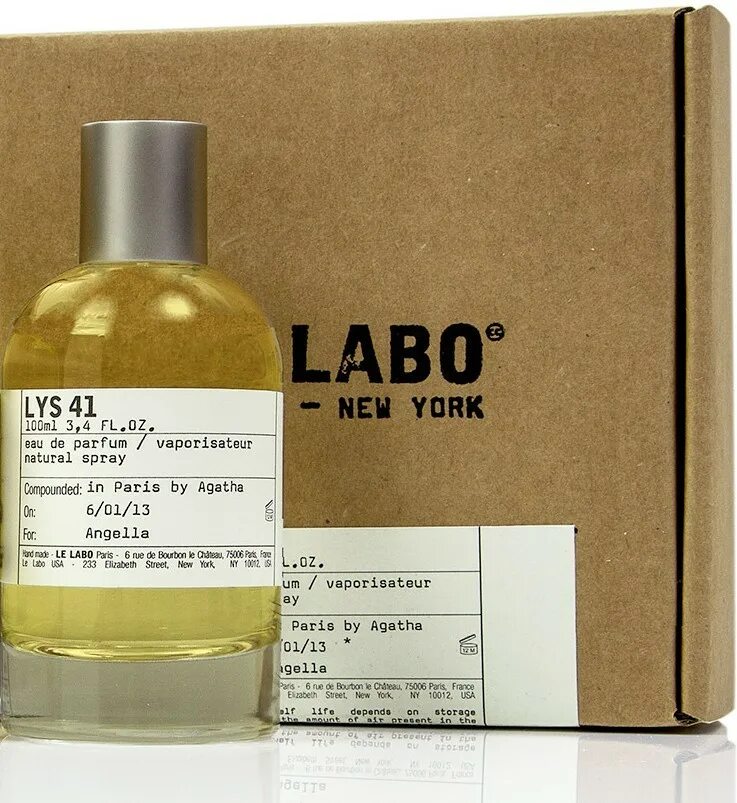 LABO
- NEW YORK
LYS 41
100ml 3,4 FL.OZ.
eau de parfum / vaporisateur
natural spray
Compounded: in Paris by Agatha
On: 6/01/13
For: Angella
Hand made - LE LABO Paris - 6 rue de Bourbon le Château, 75006 Paris, France
Le Labo USA - 233 Elizabeth Street, New York, NY 10012, USA
L.OZ.
um / vaporisateur
ay
Paris by Agatha
/01/13 *
gella
12M
Paris - 6 rue de Bourbon le Château, 75006 Paris, France
Elizabeth Street, New York, NY 10012, USA
elf life depends on storage
the amount of air present in the